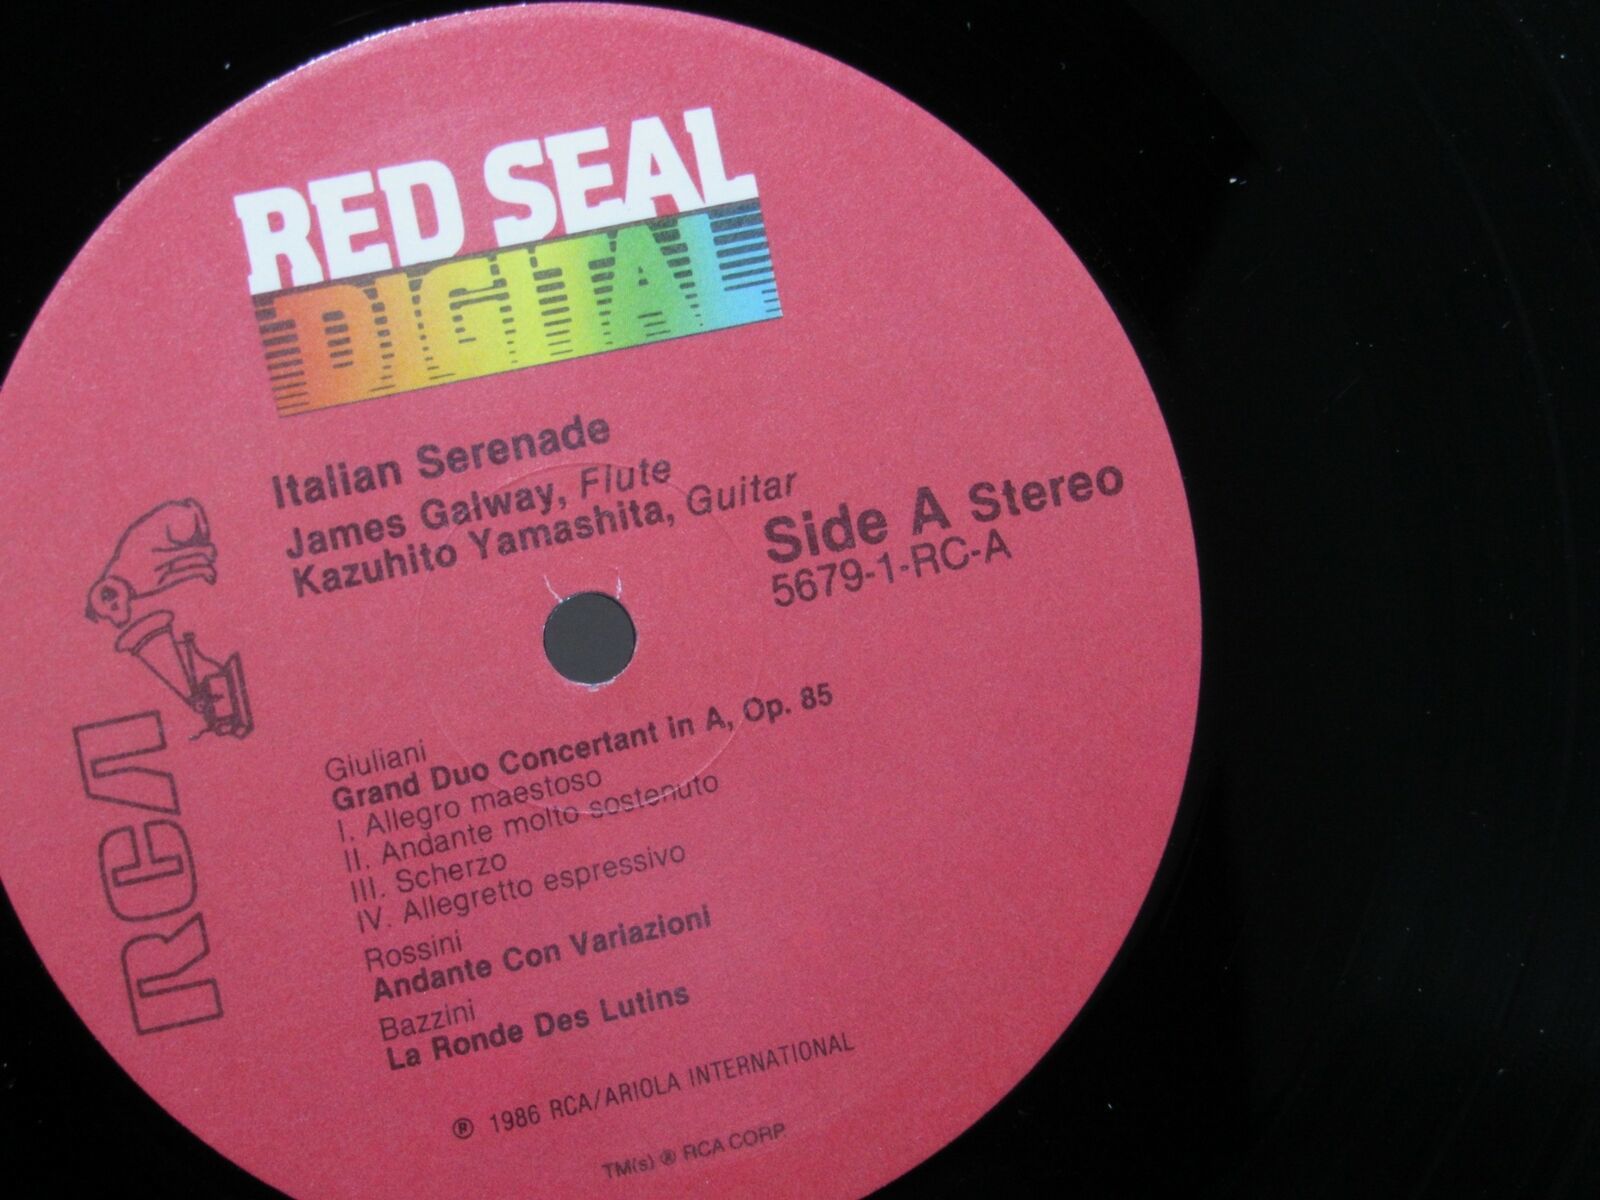 RED SEAL
DIGITAL
Italian Serenade
James Galway, Flute
Kazuhito Yamashita, Guitar
Side A Stereo
5679-1-RC-A
RCA
Giuliani
Grand Duo Concertant in A, Op. 85
I. Allegro maestoso
II. Andante molto sostenuto
III. Scherzo
IV. Allegretto espressivo
Rossini
Andante Con Variazioni
Bazzini
La Ronde Des Lutins
℗ 1986 RCA/ARIOLA INTERNATIONAL
TM(s) ® RCA CORP.